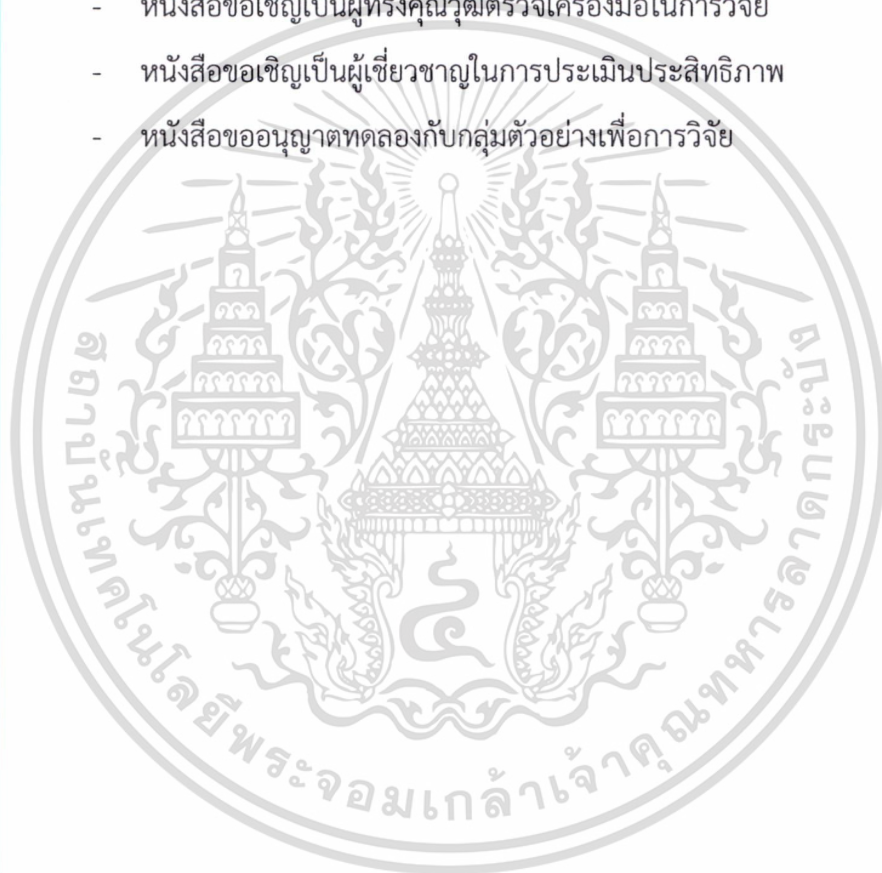 - หนังสือขอเชิญเป็นผู้ทรงคุณวุฒิตรวจเครื่องมือในการวิจัย
- หนังสือขอเชิญเป็นผู้เชี่ยวชาญในการประเมินประสิทธิภาพ
- หนังสือขออนุญาตทดลองกับกลุ่มตัวอย่างเพื่อการวิจัย
สถาบันเทคโนโลยีพระจอมเกล้าเจ้าคุณทหารลาดกระบัง
๔